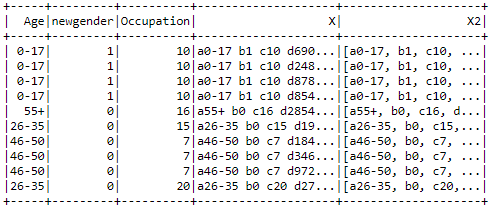 +-----+---------+----------+--------------------+--------------------+
| Age|newgender|Occupation| X| X2|
+-----+---------+----------+--------------------+--------------------+
| 0-17| 1| 10|a0-17 b1 c10 d690...|[a0-17, b1, c10, ...|
| 0-17| 1| 10|a0-17 b1 c10 d248...|[a0-17, b1, c10, ...|
| 0-17| 1| 10|a0-17 b1 c10 d878...|[a0-17, b1, c10, ...|
| 0-17| 1| 10|a0-17 b1 c10 d854...|[a0-17, b1, c10, ...|
| 55+| 0| 16|a55+ b0 c16 d2854...|[a55+, b0, c16, d...|
|26-35| 0| 15|a26-35 b0 c15 d19...|[a26-35, b0, c15,...|
|46-50| 0| 7|a46-50 b0 c7 d184...|[a46-50, b0, c7, ...|
|46-50| 0| 7|a46-50 b0 c7 d346...|[a46-50, b0, c7, ...|
|46-50| 0| 7|a46-50 b0 c7 d972...|[a46-50, b0, c7, ...|
|26-35| 0| 20|a26-35 b0 c20 d27...|[a26-35, b0, c20,...|
+-----+---------+----------+--------------------+--------------------+